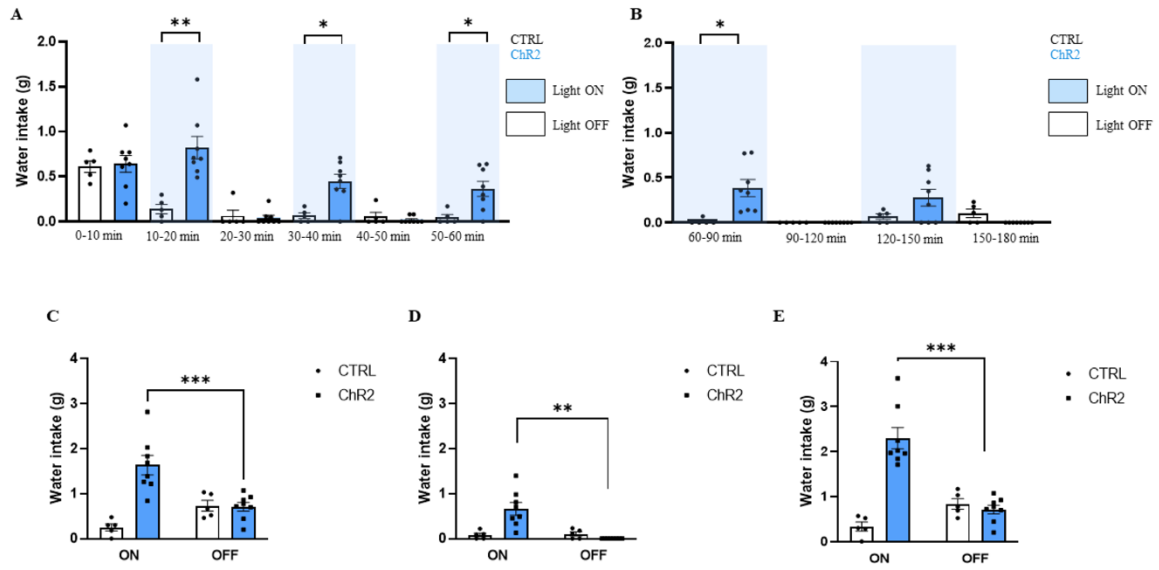 A
B
** * *
*
CTRL
ChR2
Light ON
Light OFF
CTRL
ChR2
Light ON
Light OFF
Water intake (g)
2.0
1.5
1.0
0.5
0.0
0-10 min 10-20 min 20-30 min 30-40 min 40-50 min 50-60 min
Water intake (g)
2.0
1.5
1.0
0.5
0.0
60-90 min 90-120 min 120-150 min 150-180 min
C
D
E
Water intake (g)
4
3
2
1
0
***
CTRL
ChR2
ON OFF
Water intake (g)
4
3
2
1
0
**
CTRL
ChR2
ON OFF
Water intake (g)
4
3
2
1
0
***
CTRL
ChR2
ON OFF